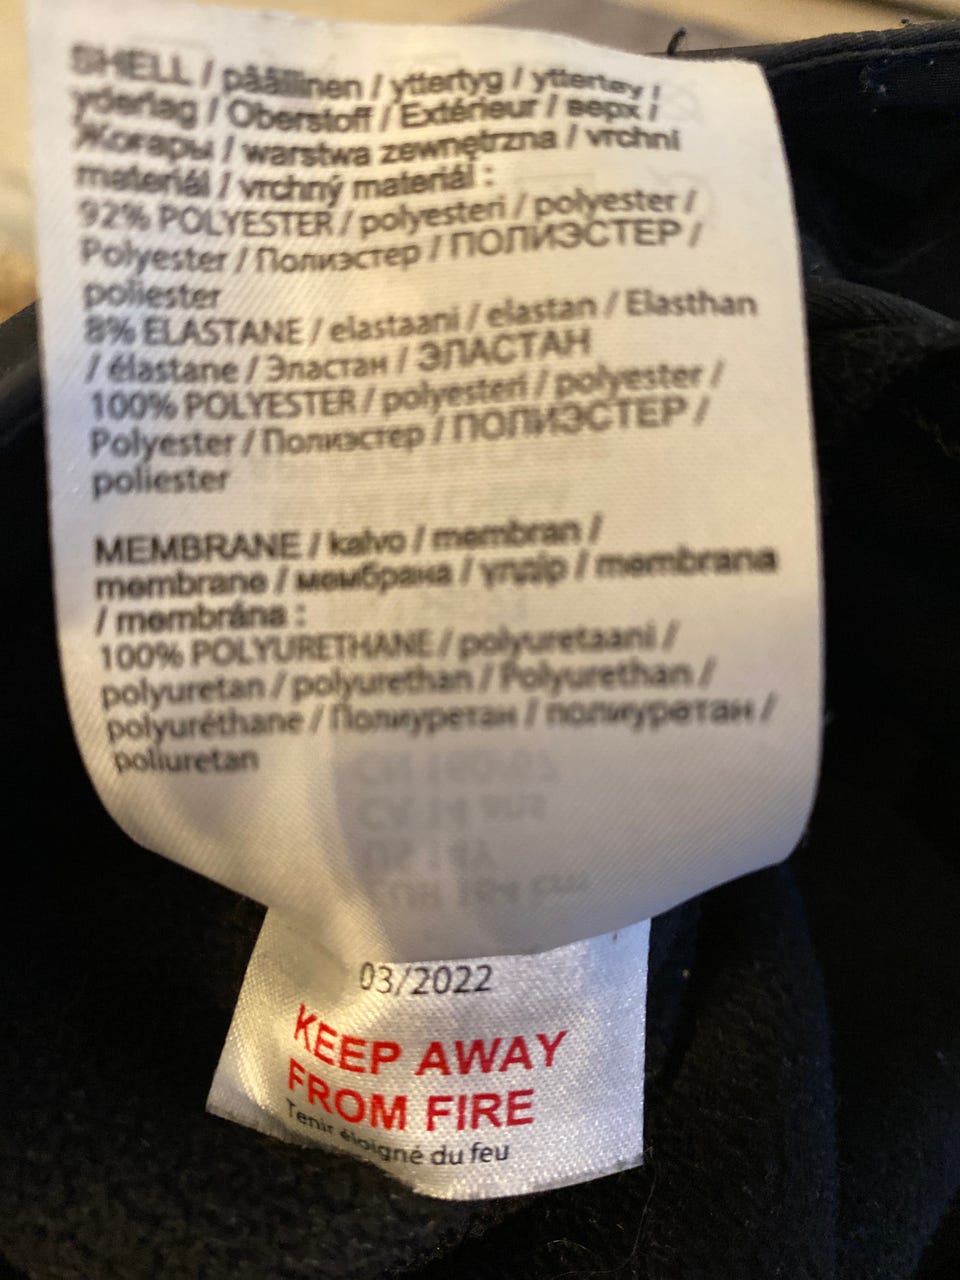 SHELL / päällinen / yttertyg / yttertøy /
yderlag / Oberstoff / Extérieur / верх /
Жоғары / warstwa zewnętrzna / vrchní
materiál / vrchný materiál :
92% POLYESTER / polyesteri / polyester /
Polyester / Полиэстер / ПОЛИЭСТЕР /
poliester
8% ELASTANE / elastaani / elastan / Elasthan
/ élastane / Эластан / ЭЛАСТАН
100% POLYESTER / polyesteri / polyester /
Polyester / Полиэстер / ПОЛИЭСТЕР /
poliester
MEMBRANE / kalvo / membran /
membrane / мембрана / үлдір / membrana
/ membrána :
100% POLYURETHANE / polyuretaani /
polyuretan / polyurethan / Polyurethan /
polyuréthane / Полиуретан / полиуретан /
poliuretan
03/2022
KEEP AWAY
FROM FIRE
Tenir éloigné du feu